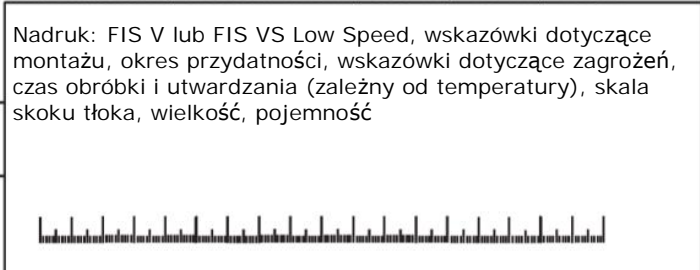 Nadruk: FIS V lub FIS VS Low Speed, wskazówki dotyczące
montażu, okres przydatności, wskazówki dotyczące zagrożeń,
czas obróbki i utwardzania (zależny od temperatury), skala
skoku tłoka, wielkość, pojemność